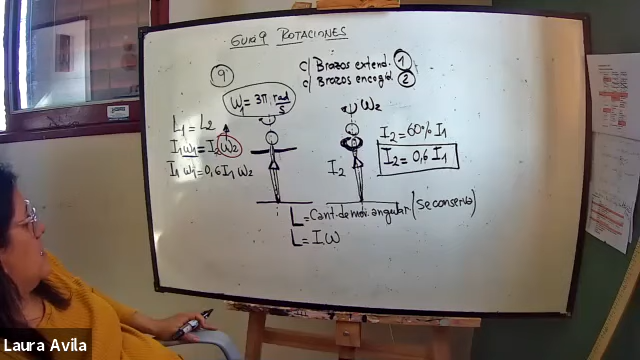 GUIA 9 ROTACIONES
9
c/ Brazos extend. 1
c/ Brazos encogid. 2
W₁ = 3π rad/s
W₂
L₁ = L₂
I₁ W₁ = I₂ W₂
I₁ W₁ = 0,6 I₁ W₂
I₂
I₂ = 60% I₁
I₂ = 0,6 I₁
L = Cant. de mov. angular (se conserva)
L = I.W
Laura Avila